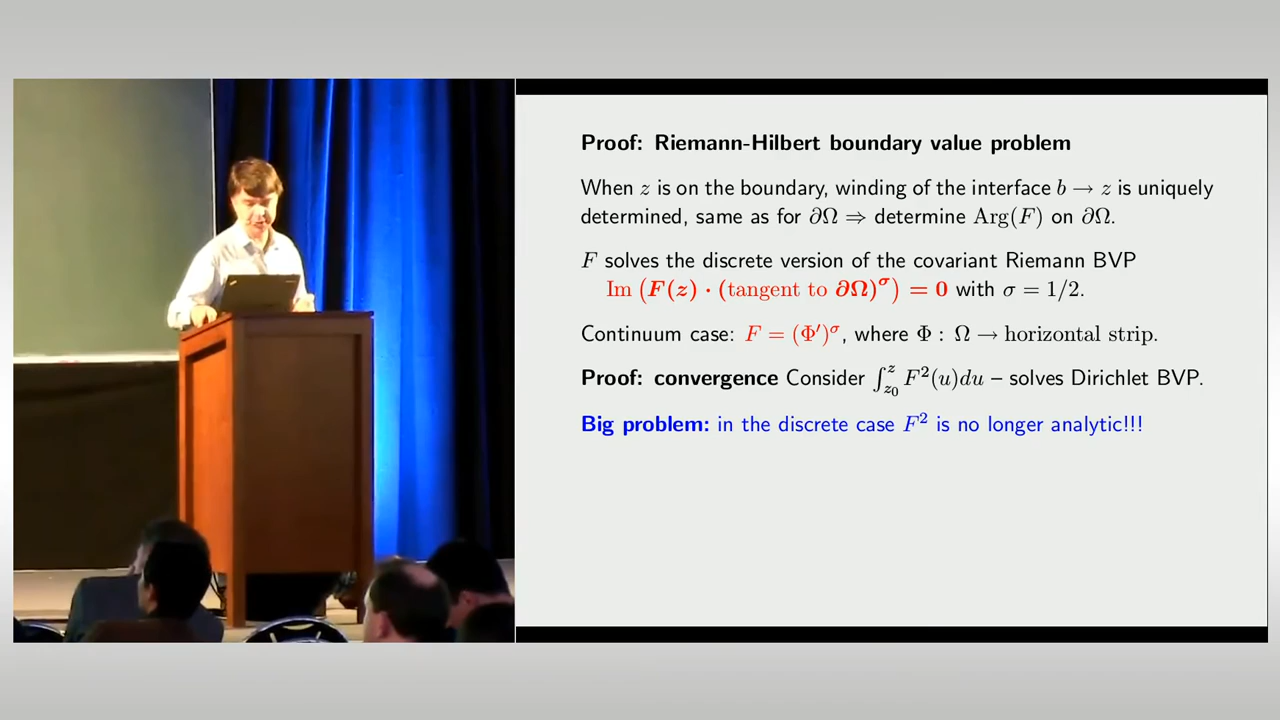 Proof: Riemann-Hilbert boundary value problem
When z is on the boundary, winding of the interface b → z is uniquely
determined, same as for ∂Ω ⇒ determine Arg(F) on ∂Ω.
F solves the discrete version of the covariant Riemann BVP
Im (F(z) · (tangent to ∂Ω)^σ) = 0 with σ = 1/2.
Continuum case: F = (Φ′)^σ, where Φ : Ω → horizontal strip.
Proof: convergence Consider ∫_{z₀}^{z} F²(u)du – solves Dirichlet BVP.
Big problem: in the discrete case F² is no longer analytic!!!